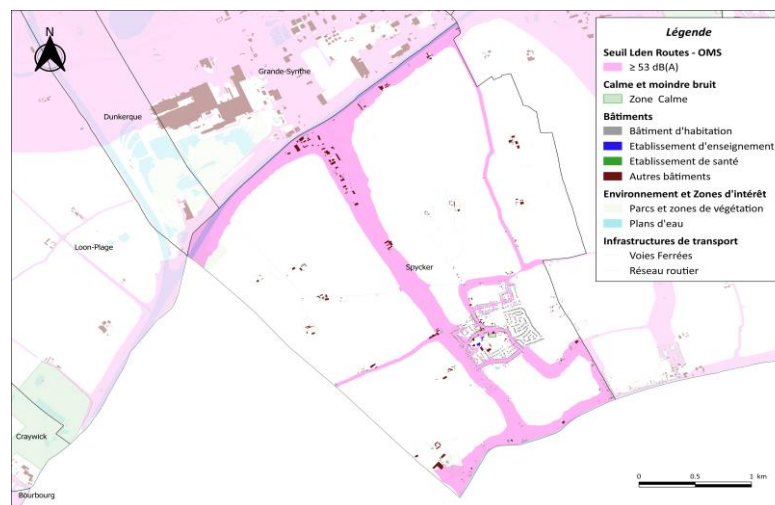 N
Grande-Synthe
Dunkerque
Loon-Plage
Spycker
Craywick
Bourbourg
Légende
Seuil Lden Routes - OMS
≥ 53 dB(A)
Calme et moindre bruit
Zone Calme
Bâtiments
Bâtiment d'habitation
Etablissement d'enseignement
Etablissement de santé
Autres bâtiments
Environnement et Zones d'intérêt
Parcs et zones de végétation
Plans d'eau
Infrastructures de transport
Voies Ferrées
Réseau routier
0 0.5 1 km